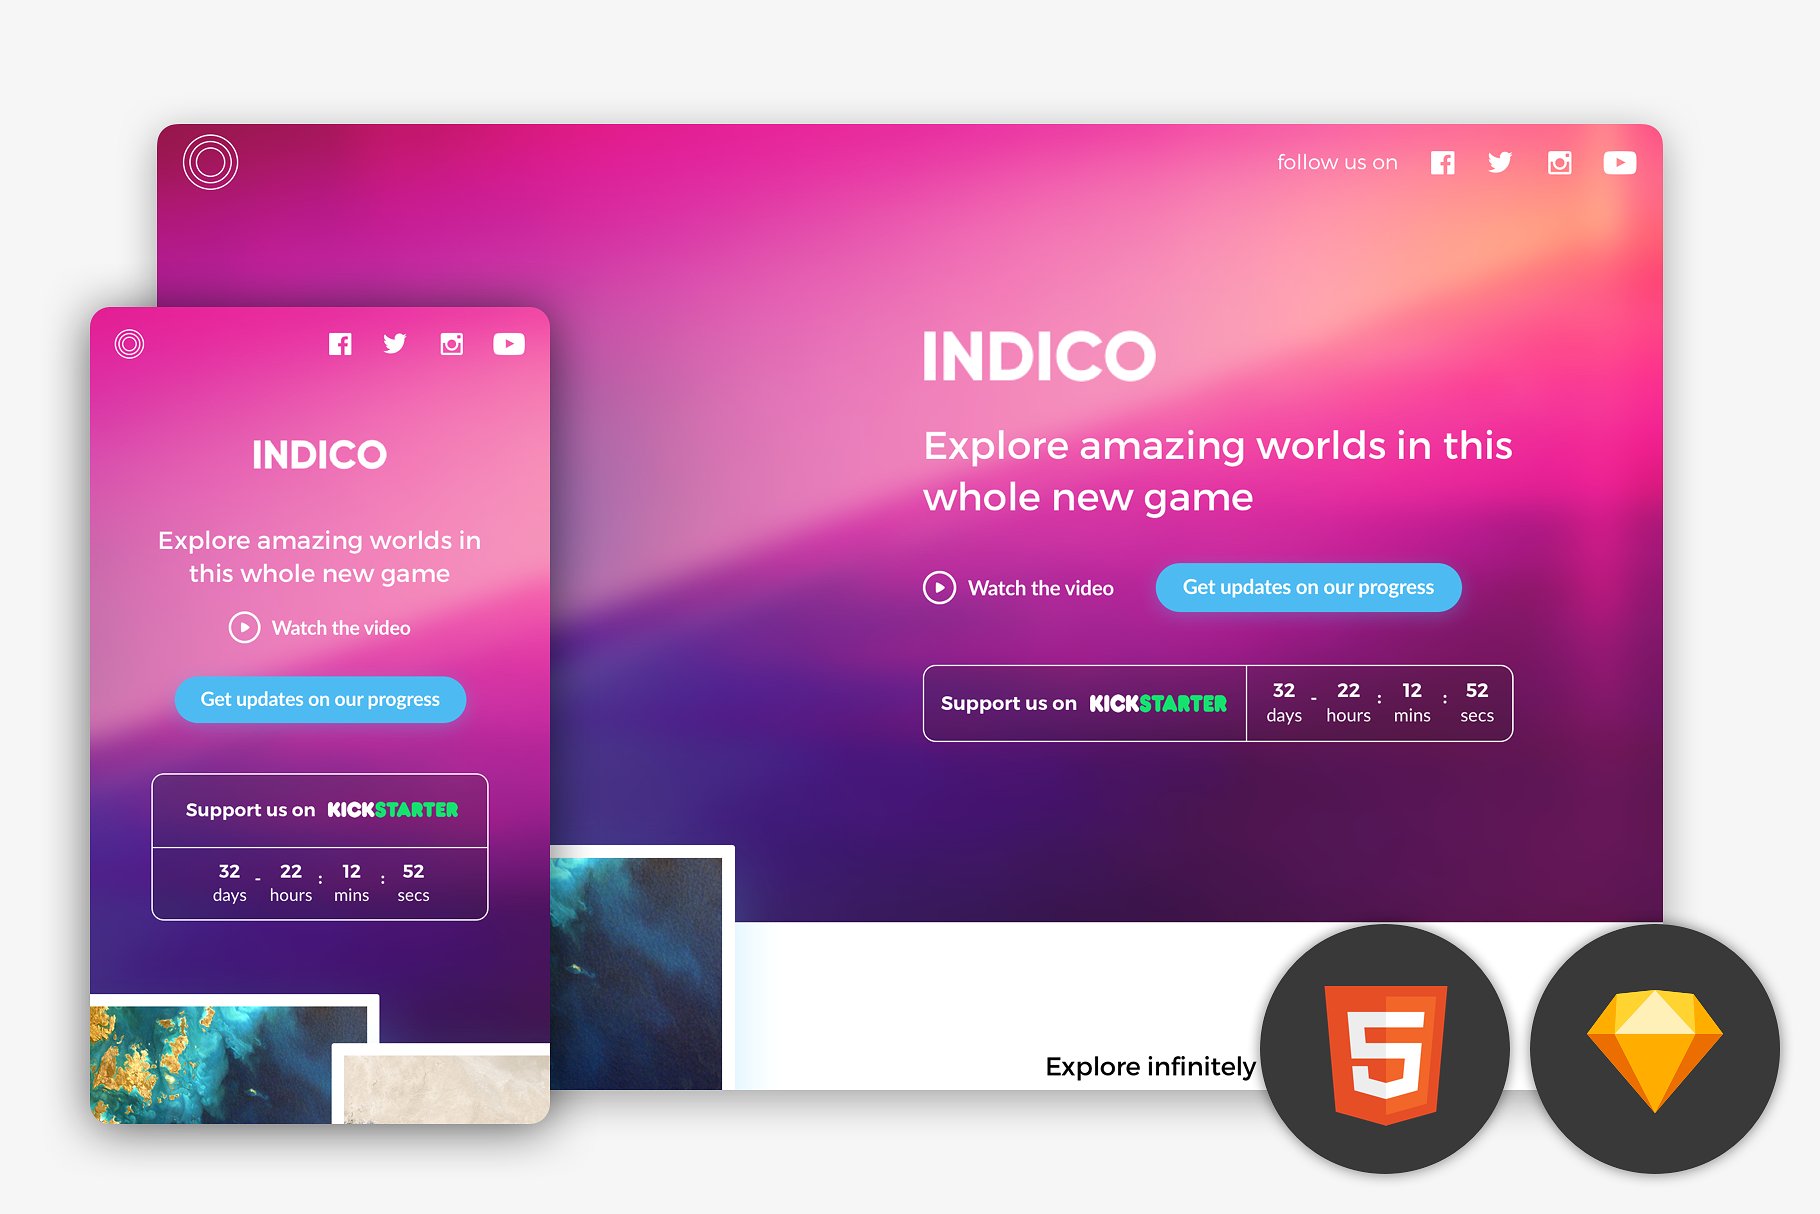 follow us on
INDICO
Explore amazing worlds in this
whole new game
Watch the video
Get updates on our progress
Support us on KICKSTARTER
32 - 22 : 12 : 52
days hours mins secs
Explore infinitely
INDICO
Explore amazing worlds in
this whole new game
Watch the video
Get updates on our progress
Support us on KICKSTARTER
32 - 22 : 12 : 52
days hours mins secs
5